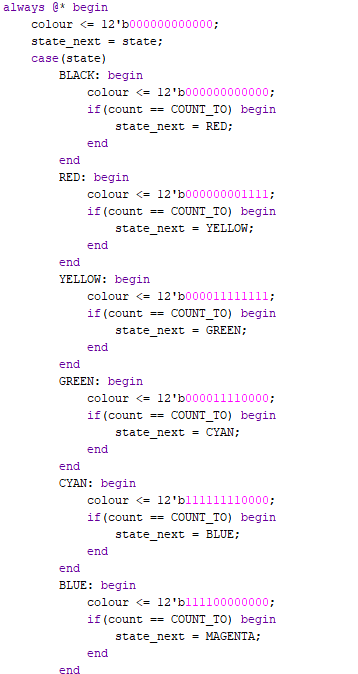 always @* begin
    colour <= 12'b000000000000;
    state_next = state;
    case(state)
        BLACK: begin
            colour <= 12'b000000000000;
            if(count == COUNT_TO) begin
                state_next = RED;
            end
        end
        RED: begin
            colour <= 12'b000000001111;
            if(count == COUNT_TO) begin
                state_next = YELLOW;
            end
        end
        YELLOW: begin
            colour <= 12'b000011111111;
            if(count == COUNT_TO) begin
                state_next = GREEN;
            end
        end
        GREEN: begin
            colour <= 12'b000011110000;
            if(count == COUNT_TO) begin
                state_next = CYAN;
            end
        end
        CYAN: begin
            colour <= 12'b111111110000;
            if(count == COUNT_TO) begin
                state_next = BLUE;
            end
        end
        BLUE: begin
            colour <= 12'b111100000000;
            if(count == COUNT_TO) begin
                state_next = MAGENTA;
            end
        end